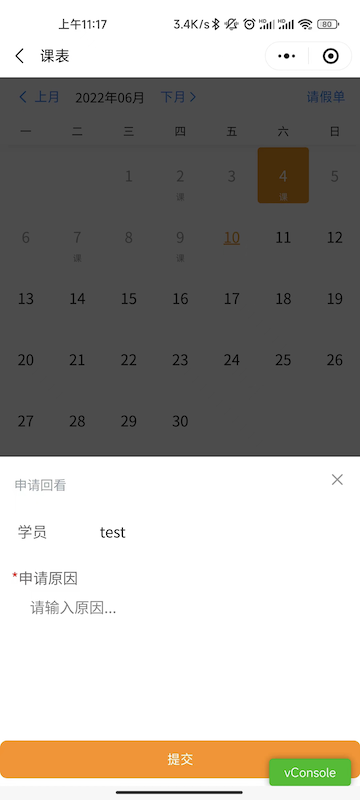 上午11:17 3.4K/s HD HD 80
课表
上月 2022年06月 下月 请假单
一 二 三 四 五 六 日
1 2 3 4 5
课 课
6 7 8 9 10 11 12
课 课
13 14 15 16 17 18 19
20 21 22 23 24 25 26
27 28 29 30
申请回看
学员 test
*申请原因
请输入原因...
提交
vConsole